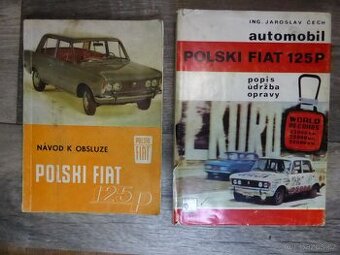 NÁVOD K OBSLUZE
POLSKI
FIAT
POLSKI FIAT
125p
ING. JAROSLAV ČECH
automobil
POLSKI FIAT 125P
popis
údržba
opravy
WORLD
RECORDS